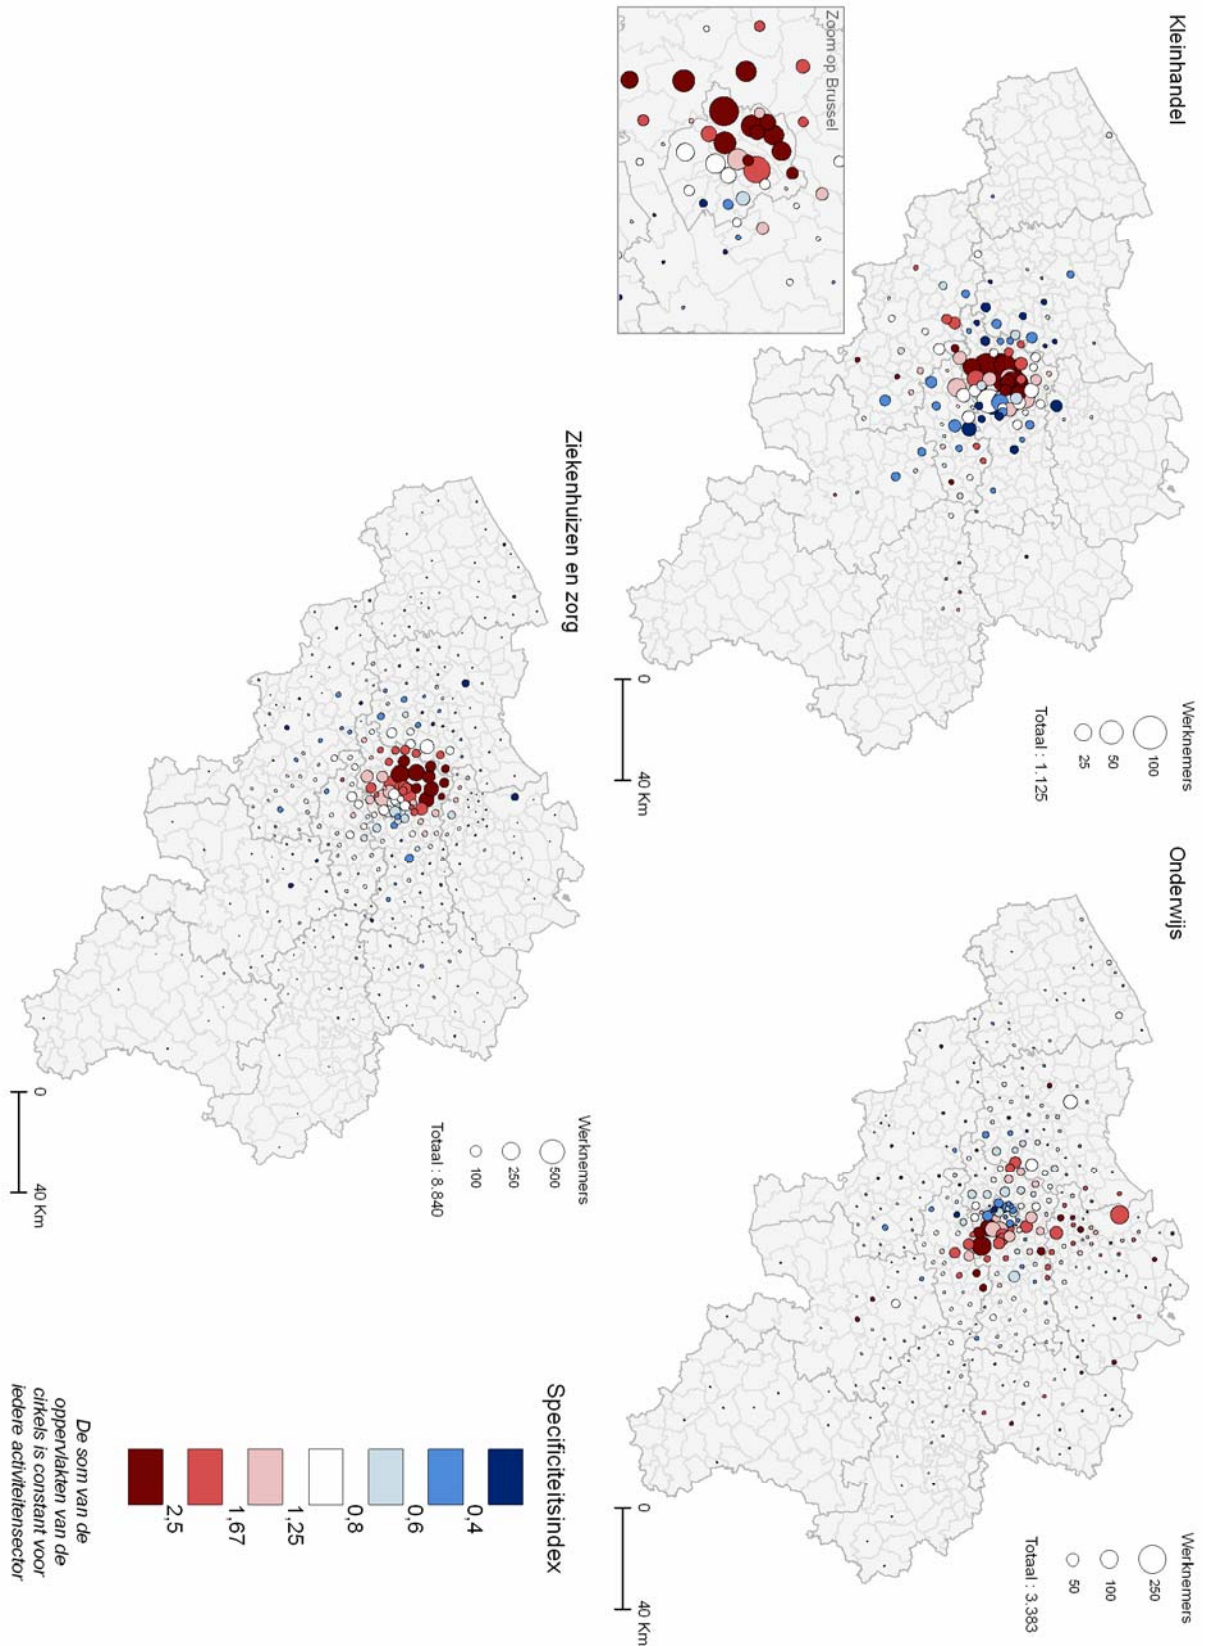 Kleinhandel
Zoom op Brussel
Werknemers
100
50
25
Totaal : 1.125
0
40 Km
Onderwijs
Werknemers
250
100
50
Totaal : 3.383
0
40 Km
Ziekenhuizen en zorg
Werknemers
500
250
100
Totaal : 8.840
0
40 Km
Specificiteitsindex
0,4
0,6
0,8
1,25
1,67
2,5
De som van de
oppervlakten van de
cirkels is constant voor
iedere activiteitensector